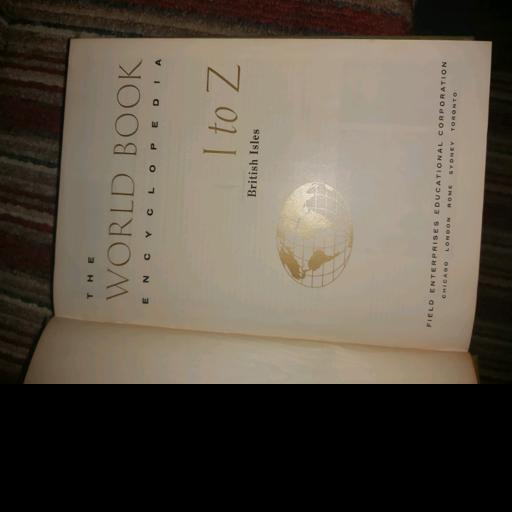 THE
WORLD BOOK
ENCYCLOPEDIA
I to Z
British Isles
FIELD ENTERPRISES EDUCATIONAL CORPORATION
CHICAGO LONDON ROME SYDNEY TORONTO